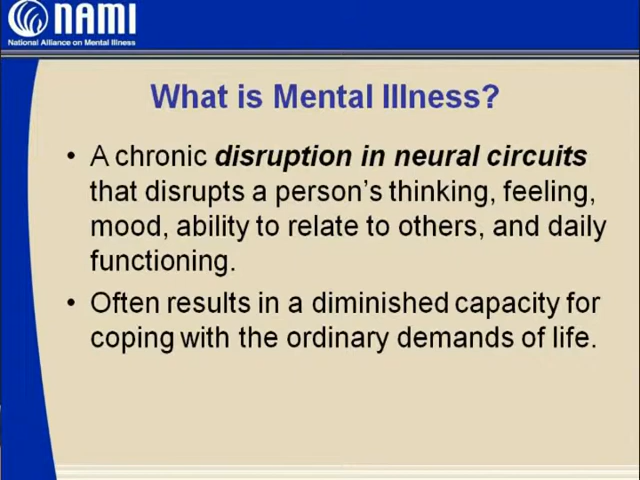 NAMI
National Alliance on Mental Illness
What is Mental Illness?
• A chronic disruption in neural circuits
that disrupts a person's thinking, feeling,
mood, ability to relate to others, and daily
functioning.
• Often results in a diminished capacity for
coping with the ordinary demands of life.